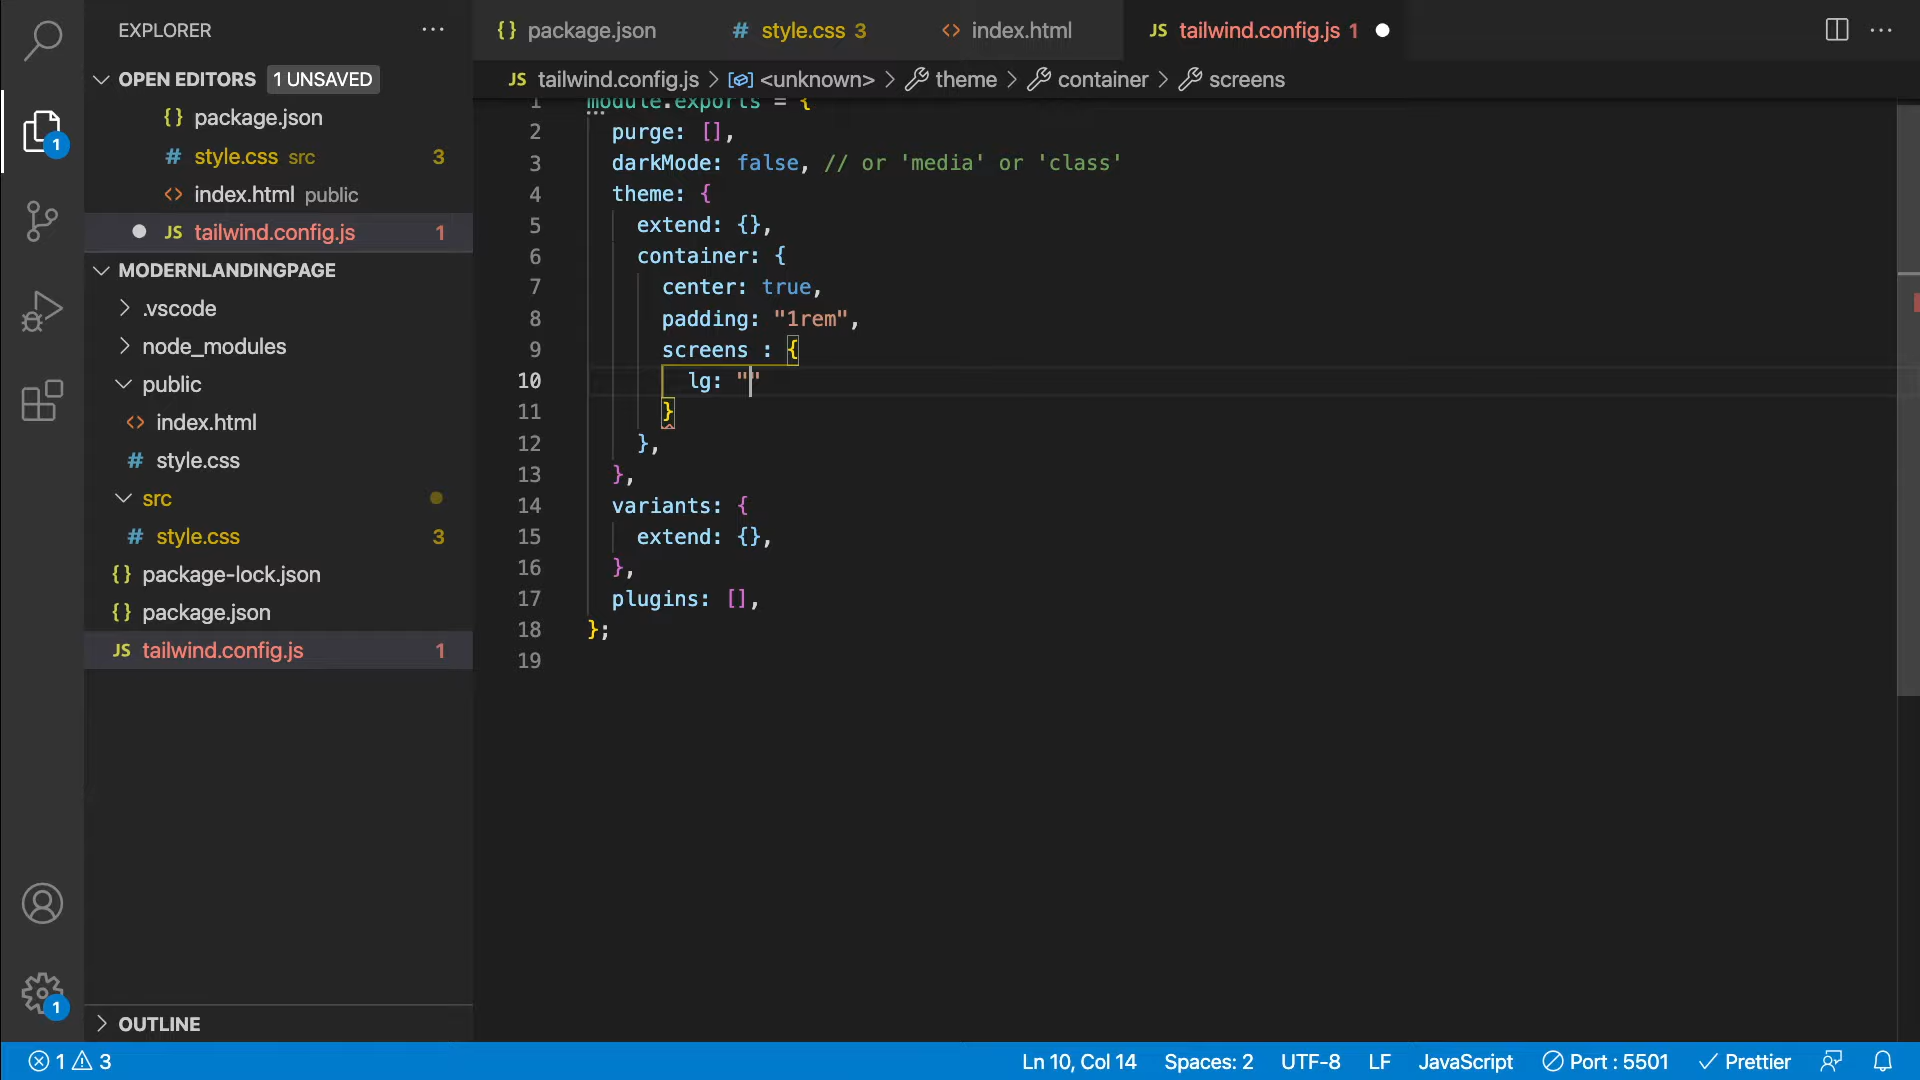 EXPLORER ···
{} package.json
# style.css 3
<> index.html
JS tailwind.config.js 1
OPEN EDITORS 1 UNSAVED
{} package.json
# style.css src 3
<> index.html public
JS tailwind.config.js 1
MODERNLANDINGPAGE
.vscode
node_modules
public
<> index.html
# style.css
src
# style.css 3
{} package-lock.json
{} package.json
JS tailwind.config.js 1
OUTLINE
1
1
JS tailwind.config.js > <unknown> > theme > container > screens
1 module.exports = {
2 purge: [],
3 darkMode: false, // or 'media' or 'class'
4 theme: {
5 extend: {},
6 container: {
7 center: true,
8 padding: "1rem",
9 screens : {
10 lg: ""
11 }
12 },
13 },
14 variants: {
15 extend: {},
16 },
17 plugins: [],
18 };
19
1 3 Ln 10, Col 14 Spaces: 2 UTF-8 LF JavaScript Port : 5501 Prettier